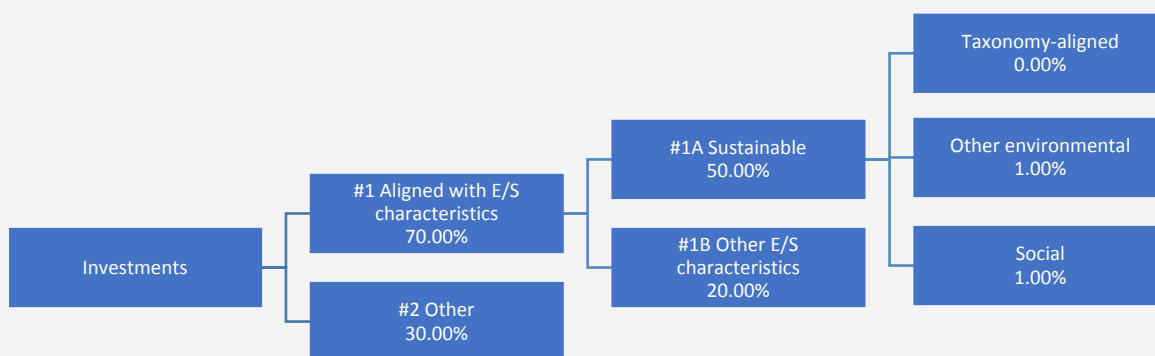 Investments
#1 Aligned with E/S
characteristics
70.00%
#2 Other
30.00%
#1A Sustainable
50.00%
#1B Other E/S
characteristics
20.00%
Taxonomy-aligned
0.00%
Other environmental
1.00%
Social
1.00%